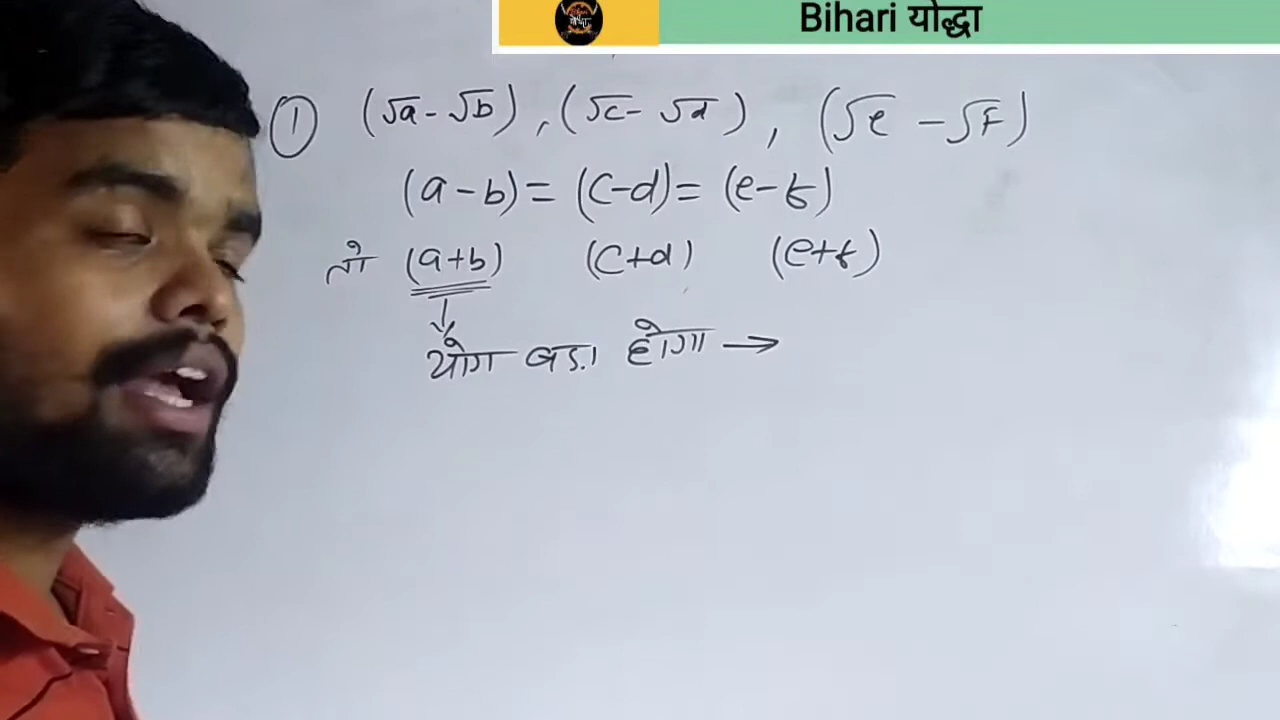 Bihari योद्धा
① (√a - √b), (√c - √d), (√e - √f)
(a - b) = (c - d) = (e - f)
तो (a+b) (c+d) (e+f)
↓
योग बड़ा होगा →